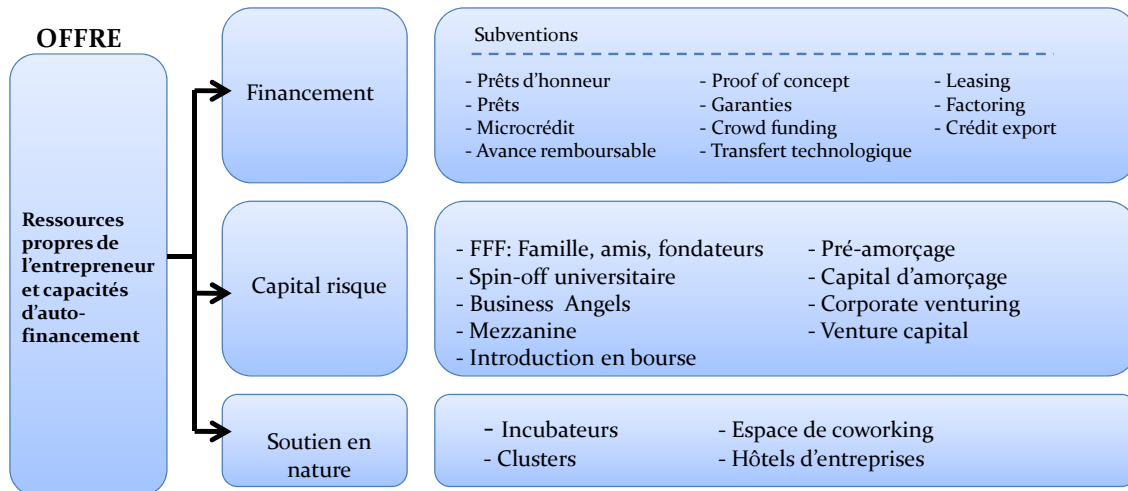 OFFRE
Ressources
propres de
l'entrepreneur
et capacités
d'auto-
financement
Financement
Subventions
- Prêts d'honneur
- Prêts
- Microcrédit
- Avance remboursable
- Proof of concept
- Garanties
- Crowd funding
- Transfert technologique
- Leasing
- Factoring
- Crédit export
Capital risque
- FFF: Famille, amis, fondateurs
- Spin-off universitaire
- Business Angels
- Mezzanine
- Introduction en bourse
- Pré-amorçage
- Capital d'amorçage
- Corporate venturing
- Venture capital
Soutien en
nature
- Incubateurs
- Clusters
- Espace de coworking
- Hôtels d'entreprises